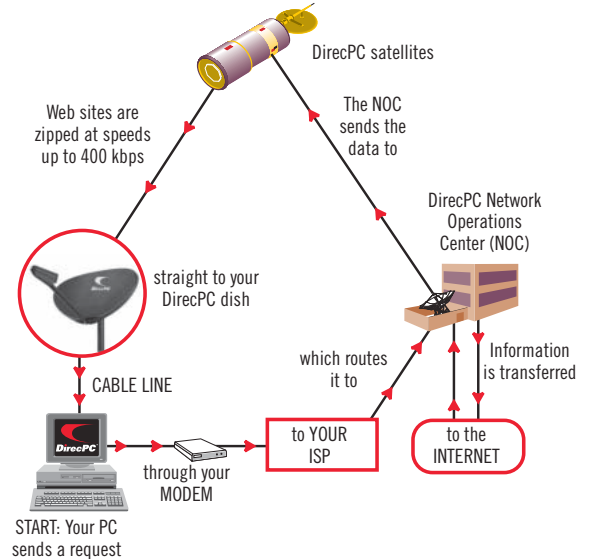 DirecPC satellites
Web sites are
zipped at speeds
up to 400 kbps
The NOC
sends the
data to
DirecPC Network
Operations
Center (NOC)
straight to your
DirecPC dish
which routes
it to
Information
is transferred
CABLE LINE
DirecPC
to YOUR
ISP
to the
INTERNET
through your
MODEM
START: Your PC
sends a request